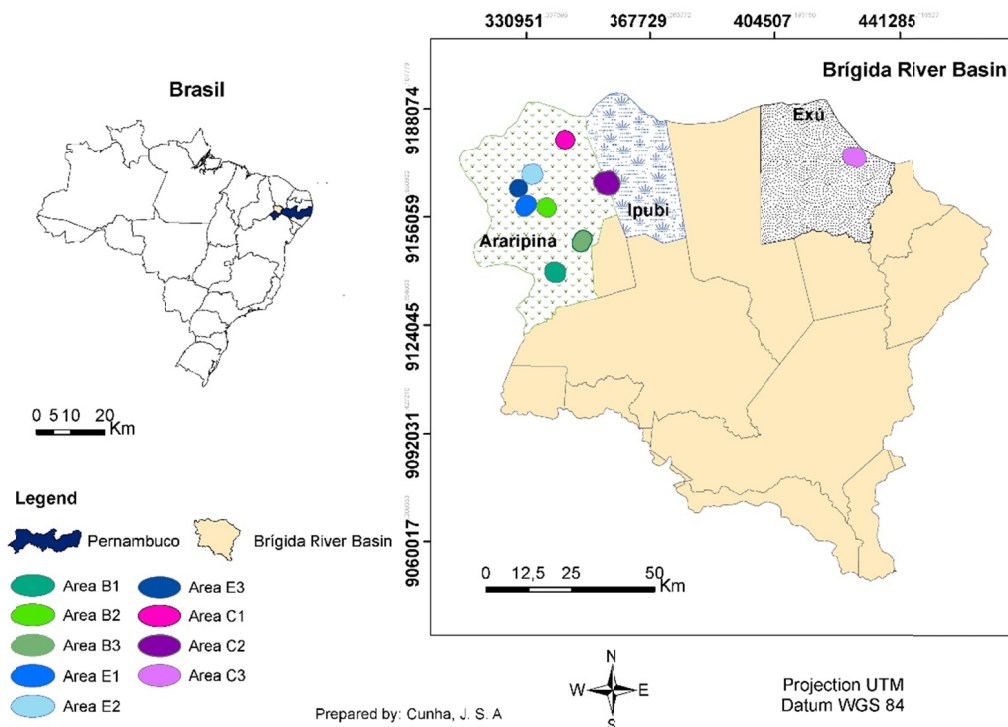 Brasil
330951 367729 404507 441285
Brígida River Basin
9188074
9156059
9124045
9092031
9060017
Exú
Ipubi
Araripina
0 5 10 20
Km
0 12,5 25 50
Km
Legend
Pernambuco
Brígida River Basin
Area B1
Area B2
Area B3
Area E1
Area E2
Area E3
Area C1
Area C2
Area C3
Prepared by: Cunha, J. S. A
N
W E
S
Projection UTM
Datum WGS 84